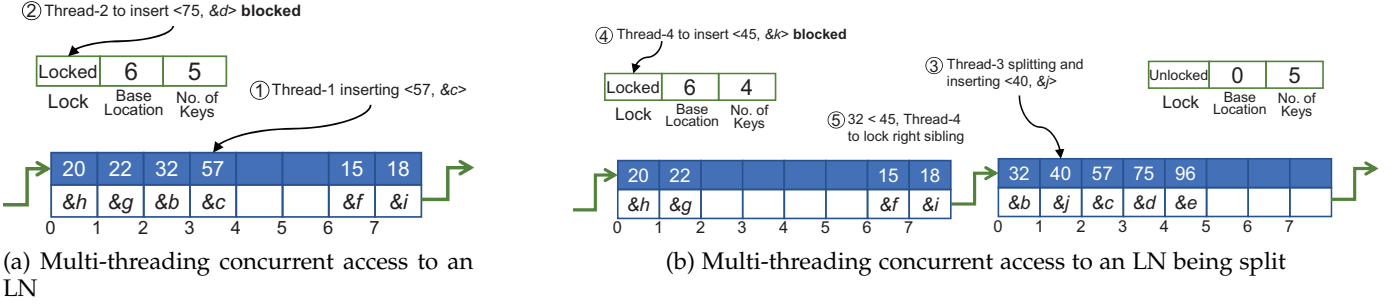 ② Thread-2 to insert <75, &d> blocked
Locked 6 5
Lock Base Location No. of Keys
① Thread-1 inserting <57, &c>
20 22 32 57 15 18
&h &g &b &c &f &i
0 1 2 3 4 5 6 7
(a) Multi-threading concurrent access to an
LN
④ Thread-4 to insert <45, &k> blocked
Locked 6 4
Lock Base Location No. of Keys
③ Thread-3 splitting and
inserting <40, &j>
Unlocked 0 5
Lock Base Location No. of Keys
⑤ 32 < 45, Thread-4
to lock right sibling
20 22 15 18
&h &g &f &i
0 1 2 3 4 5 6 7
32 40 57 75 96
&b &j &c &d &e
0 1 2 3 4 5 6 7
(b) Multi-threading concurrent access to an LN being split